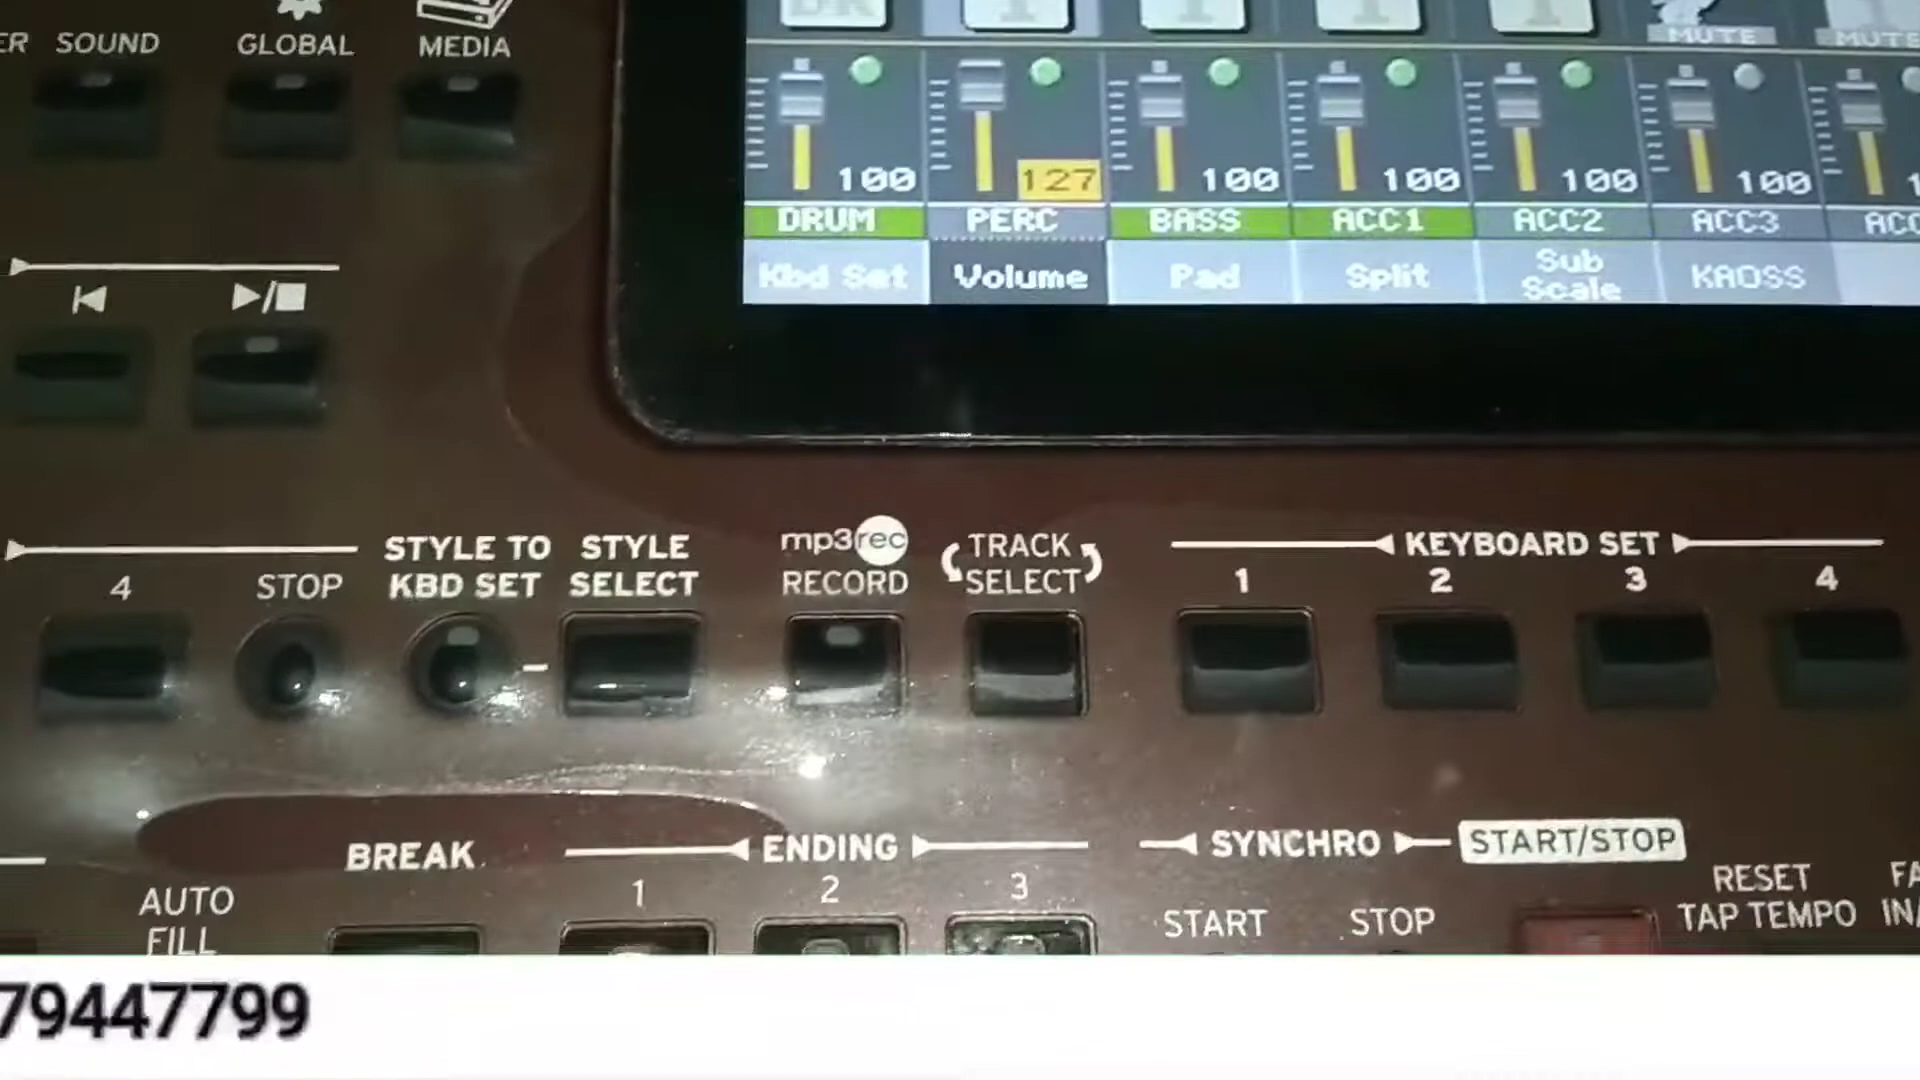 ER SOUND GLOBAL MEDIA
MUTE MUTE
100 127 100 100 100 100
DRUM PERC BASS ACC1 ACC2 ACC3
Kbd Set Volume Pad Split Sub Scale KAOSS
4 STOP STYLE TO KBD SET STYLE SELECT mp3rec RECORD TRACK SELECT KEYBOARD SET 1 2 3 4
BREAK ENDING SYNCHRO START/STOP
AUTO FILL 1 2 3 START STOP RESET TAP TEMPO
79447799